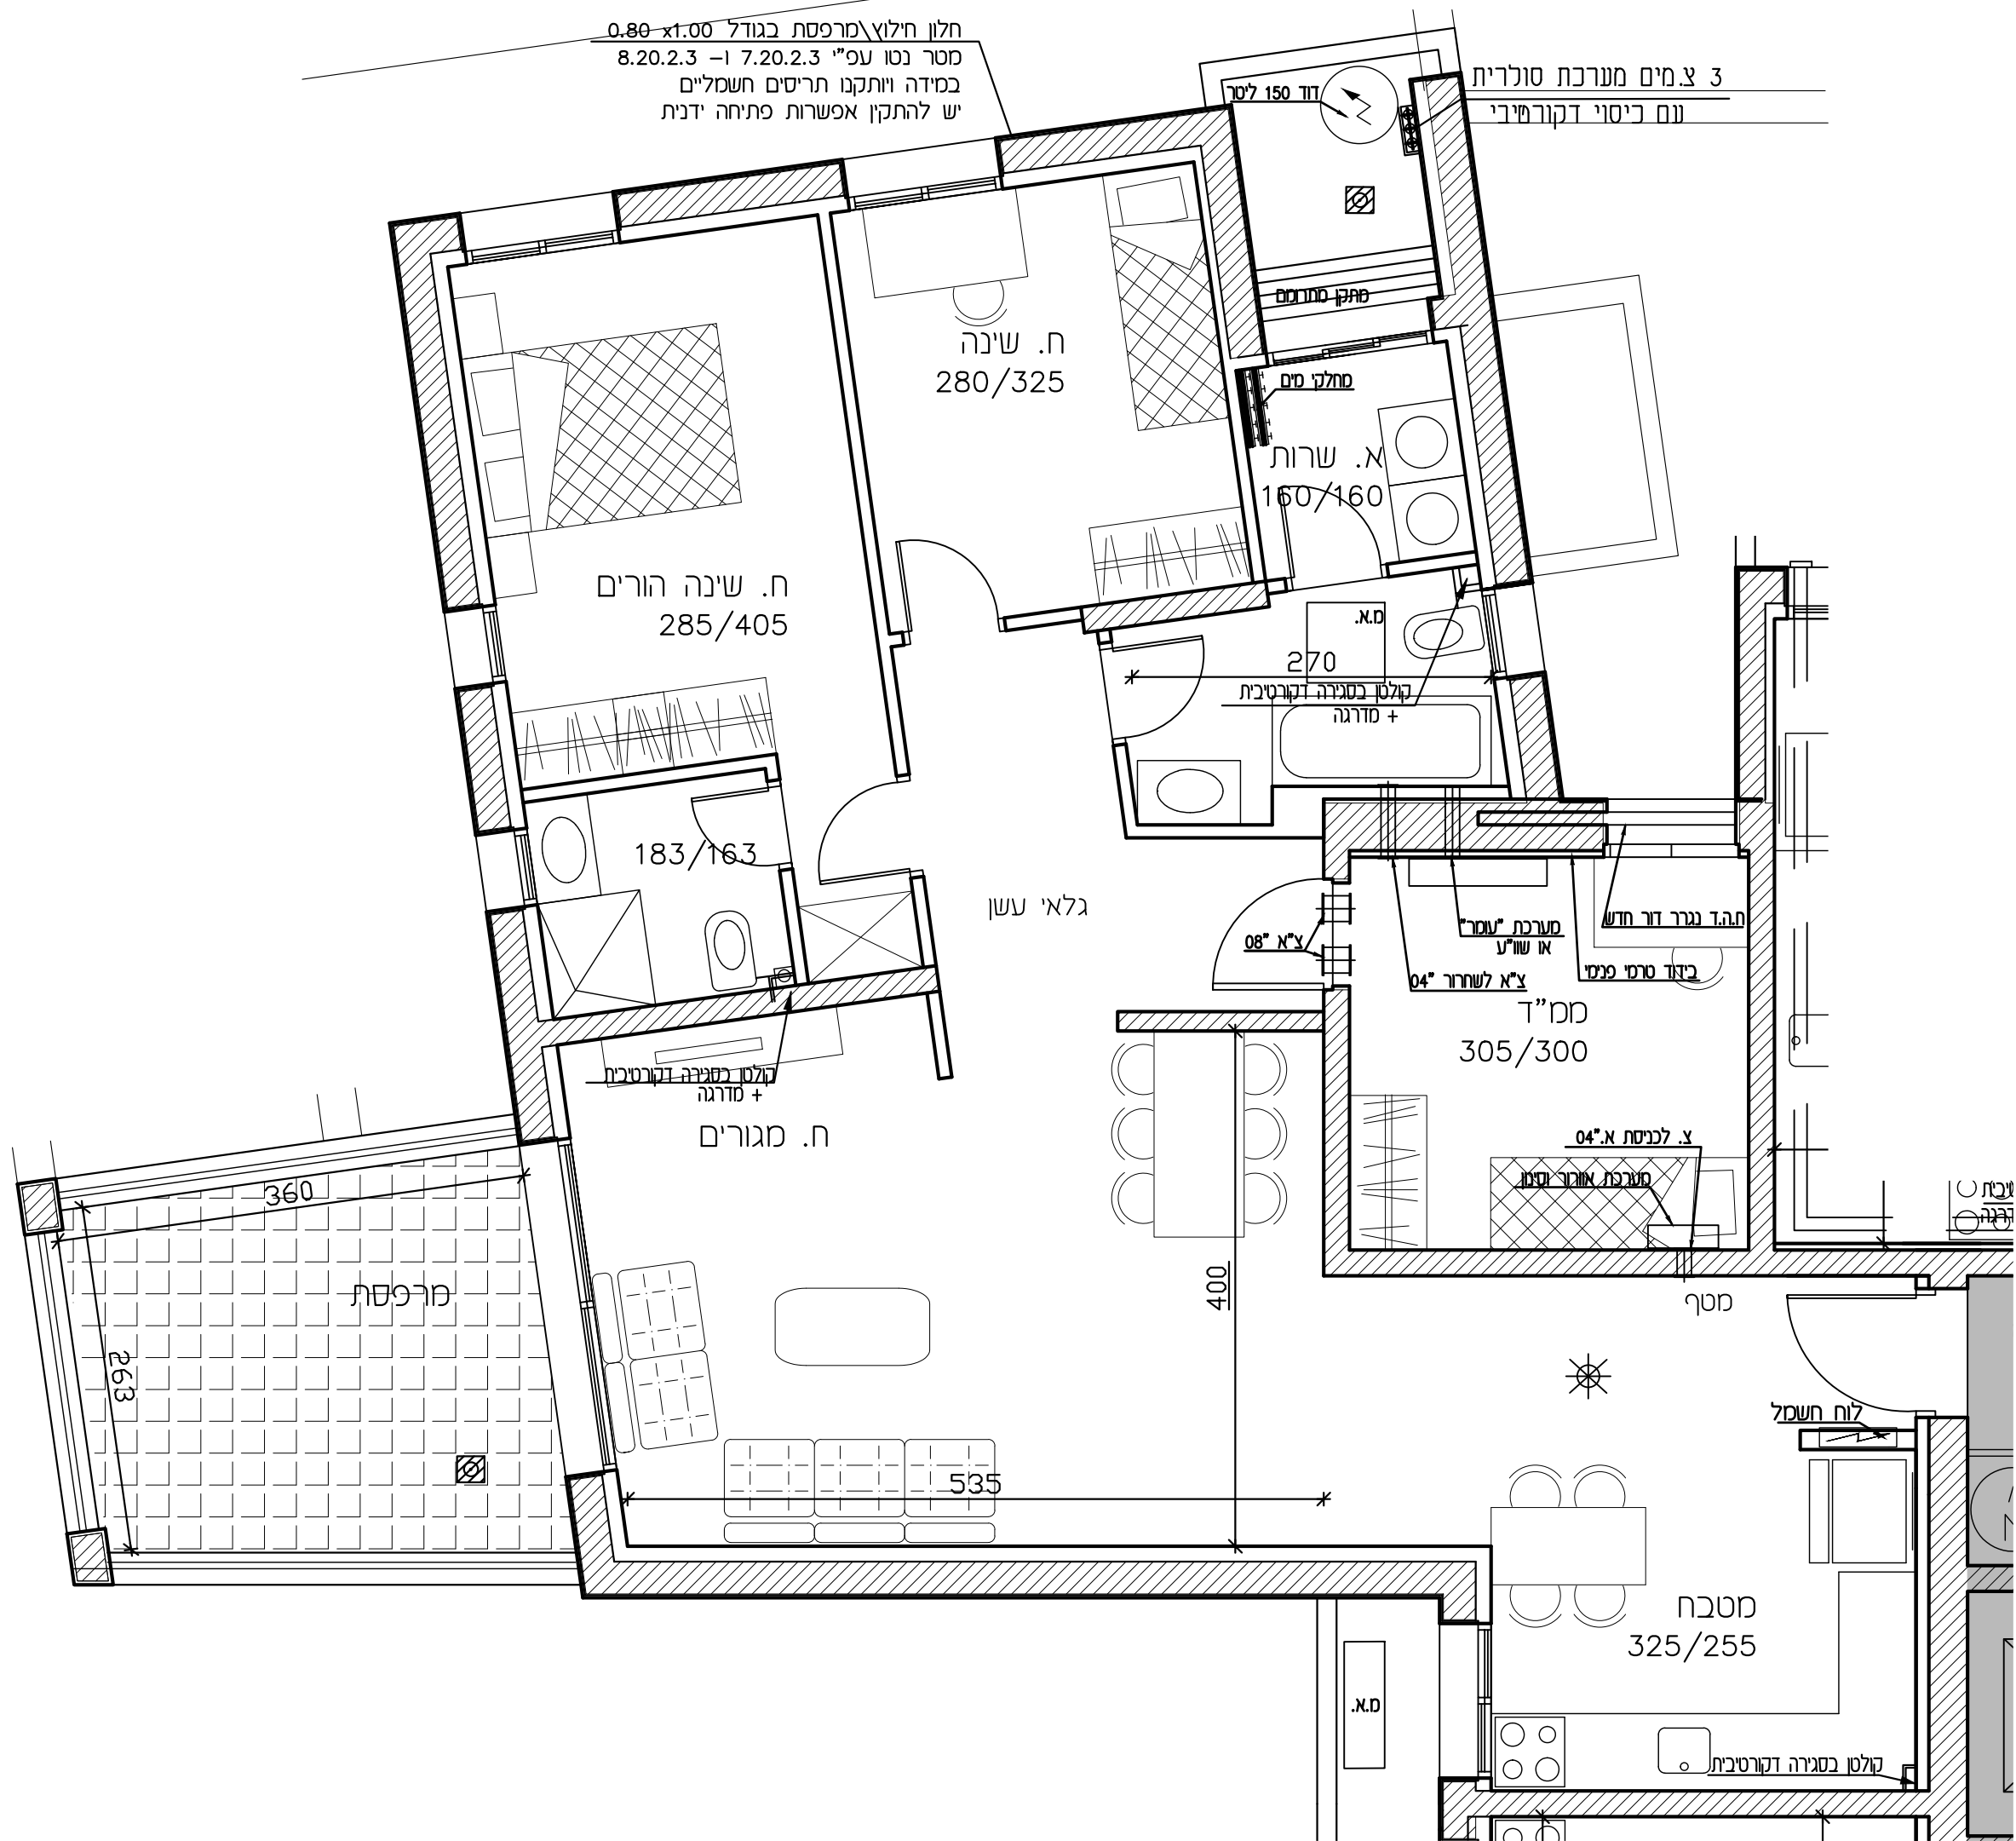 חלון חילוץ\מרפסת בגודל 0.80 x1.00
מטר נטו עפ"י 7.20.2.3 ו- 8.20.2.3
במידה ויותקנו תריסים חשמליים
יש להתקין אפשרות פתיחה ידנית
דוד 150 ליטר
3 צ.מים מערכת סולרית
עם כיסוי דקורטיבי
מתקן מתרומם
ח. שינה
280/325
מחלקי מים
א. שרות
160/160
ח. שינה הורים
285/405
מ.א.
270
קולטן בסגירה דקורטיבית
+ מדרגה
183/163
גלאי עשן
צ"א "08
מערכת "עומר"
או שוו"ע
ח.ה.ד נגרר דור חדש
צ"א לשחרור "04
בידוד טרמי פנימי
ממ"ד
305/300
קולטן בסגירה דקורטיבית
+ מדרגה
ח. מגורים
צ. לכניסת א."04
מערכת אוורור וסינון
360
263
מרפסת
400
מטף
לוח חשמל
535
מטבח
325/255
מ.א.
קולטן בסגירה דקורטיבית